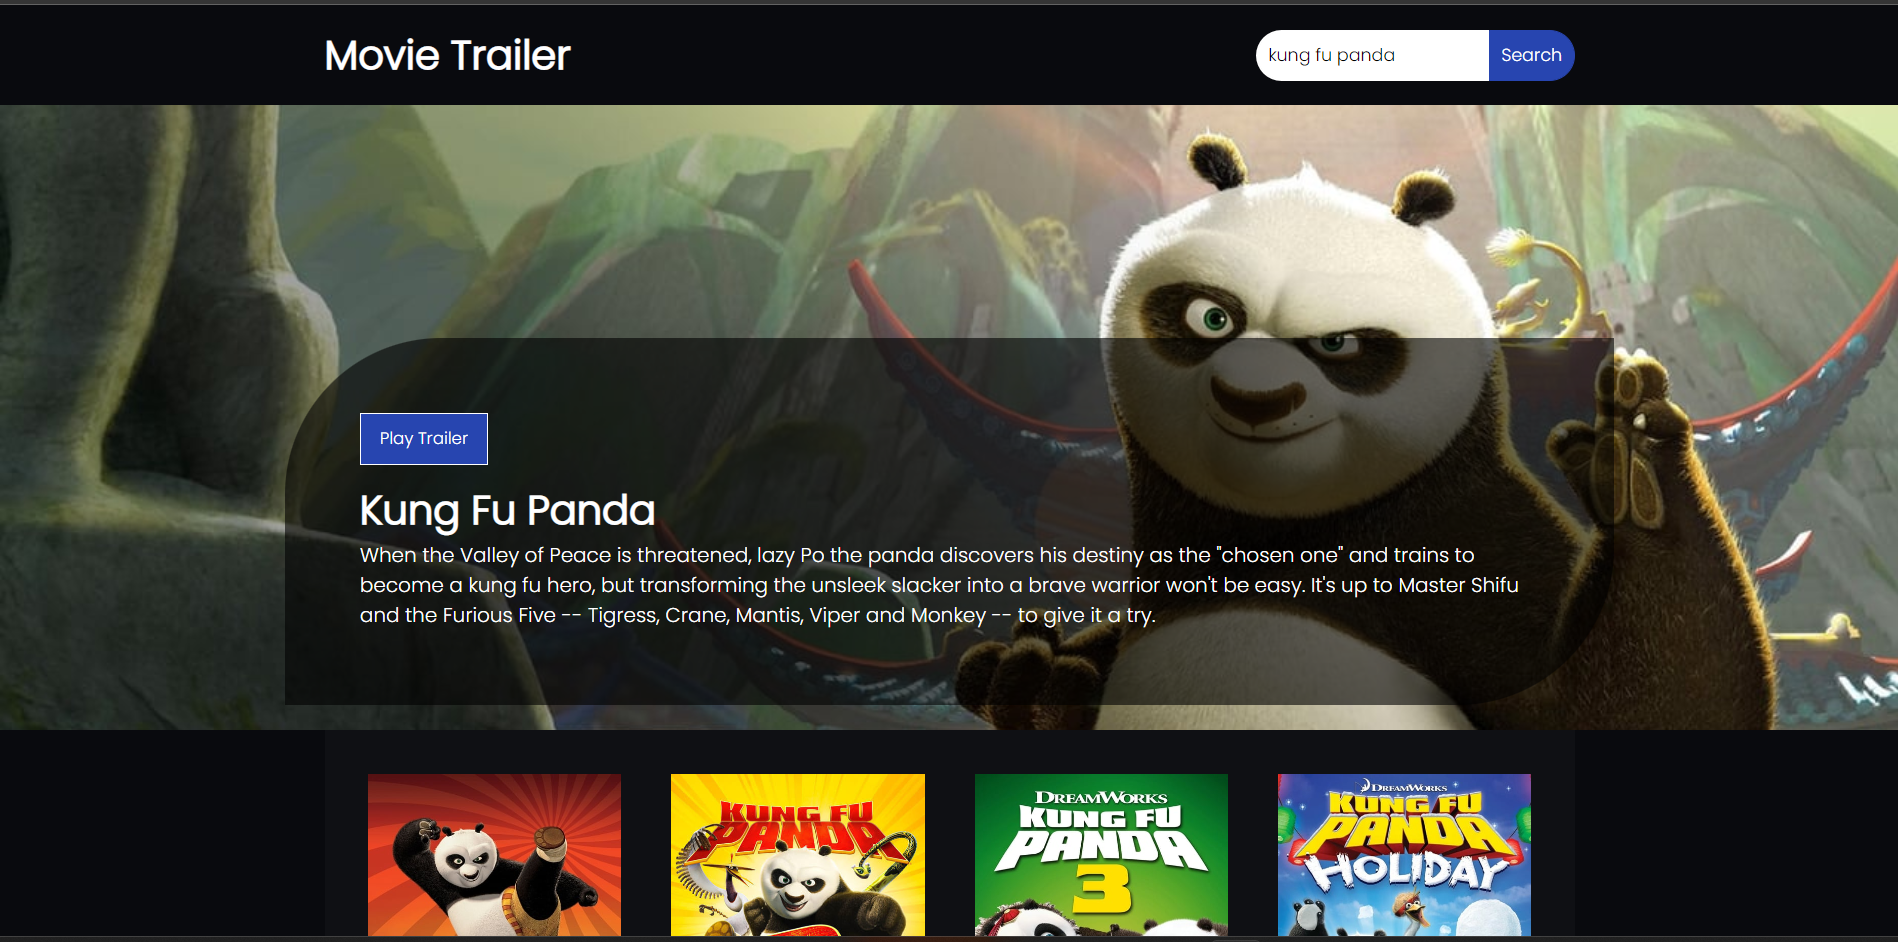 Movie Trailer
kung fu panda
Search
Play Trailer
Kung Fu Panda
When the Valley of Peace is threatened, lazy Po the panda discovers his destiny as the "chosen one" and trains to
become a kung fu hero, but transforming the unsleek slacker into a brave warrior won't be easy. It's up to Master Shifu
and the Furious Five -- Tigress, Crane, Mantis, Viper and Monkey -- to give it a try.
KUNG FU
PANDA
DREAMWORKS
KUNG FU
PANDA
3
DREAMWORKS
KUNG FU
PANDA
HOLIDAY